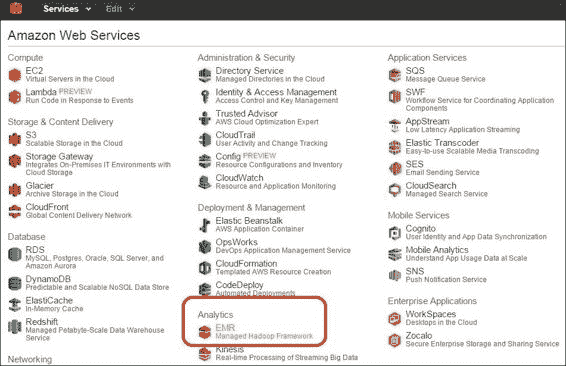 Services Edit
Amazon Web Services
Compute
EC2
Virtual Servers in the Cloud
Lambda PREVIEW
Run Code in Response to Events
Storage & Content Delivery
S3
Scalable Storage in the Cloud
Storage Gateway
Integrates On-Premises IT Environments with
Cloud Storage
Glacier
Archive Storage in the Cloud
CloudFront
Global Content Delivery Network
Database
RDS
MySQL, Postgres, Oracle, SQL Server, and
Amazon Aurora
DynamoDB
Predictable and Scalable NoSQL Data Store
ElastiCache
In-Memory Cache
Redshift
Managed Petabyte-Scale Data Warehouse
Service
Networking
Administration & Security
Directory Service
Managed Directories in the Cloud
Identity & Access Management
Access Control and Key Management
Trusted Advisor
AWS Cloud Optimization Expert
CloudTrail
User Activity and Change Tracking
Config PREVIEW
Resource Configurations and Inventory
CloudWatch
Resource and Application Monitoring
Deployment & Management
Elastic Beanstalk
AWS Application Container
OpsWorks
DevOps Application Management Service
CloudFormation
Templated AWS Resource Creation
CodeDeploy
Automated Deployments
Analytics
EMR
Managed Hadoop Framework
Kinesis
Real-time Processing of Streaming Big Data
Application Services
SQS
Message Queue Service
SWF
Workflow Service for Coordinating Application
Components
AppStream
Low Latency Application Streaming
Elastic Transcoder
Easy-to-use Scalable Media Transcoding
SES
Email Sending Service
CloudSearch
Managed Search Service
Mobile Services
Cognito
User Identity and App Data Synchronization
Mobile Analytics
Understand App Usage Data at Scale
SNS
Push Notification Service
Enterprise Applications
WorkSpaces
Desktops in the Cloud
Zocalo
Secure Enterprise Storage and Sharing Service